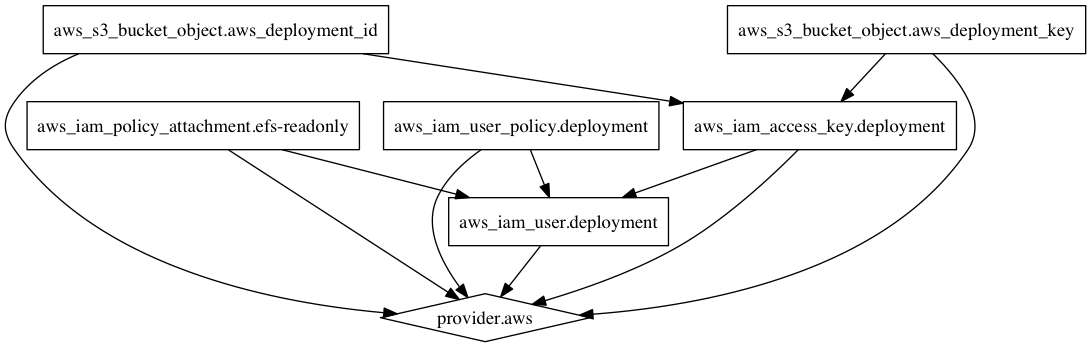 aws_s3_bucket_object.aws_deployment_id
aws_s3_bucket_object.aws_deployment_key
aws_iam_policy_attachment.efs-readonly
aws_iam_user_policy.deployment
aws_iam_access_key.deployment
aws_iam_user.deployment
provider.aws